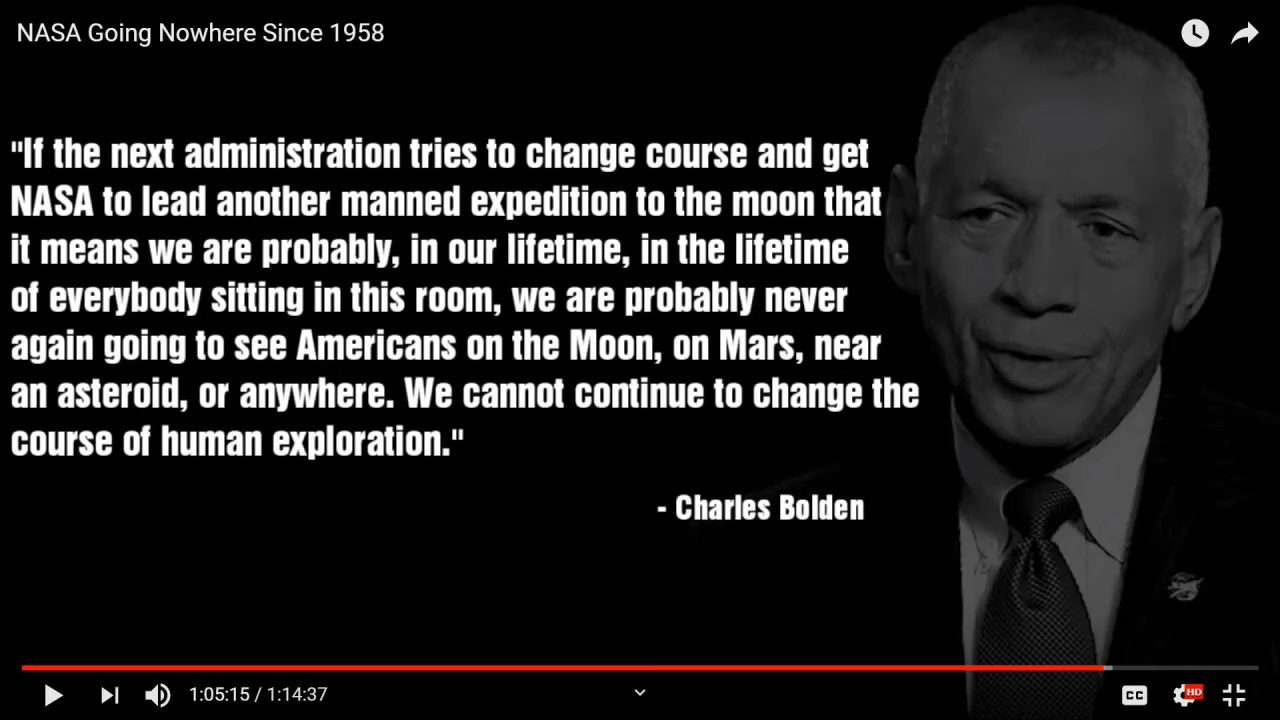 NASA Going Nowhere Since 1958
"If the next administration tries to change course and get
NASA to lead another manned expedition to the moon that
it means we are probably, in our lifetime, in the lifetime
of everybody sitting in this room, we are probably never
again going to see Americans on the Moon, on Mars, near
an asteroid, or anywhere. We cannot continue to change the
course of human exploration."
- Charles Bolden
1:05:15 / 1:14:37
CC
HD